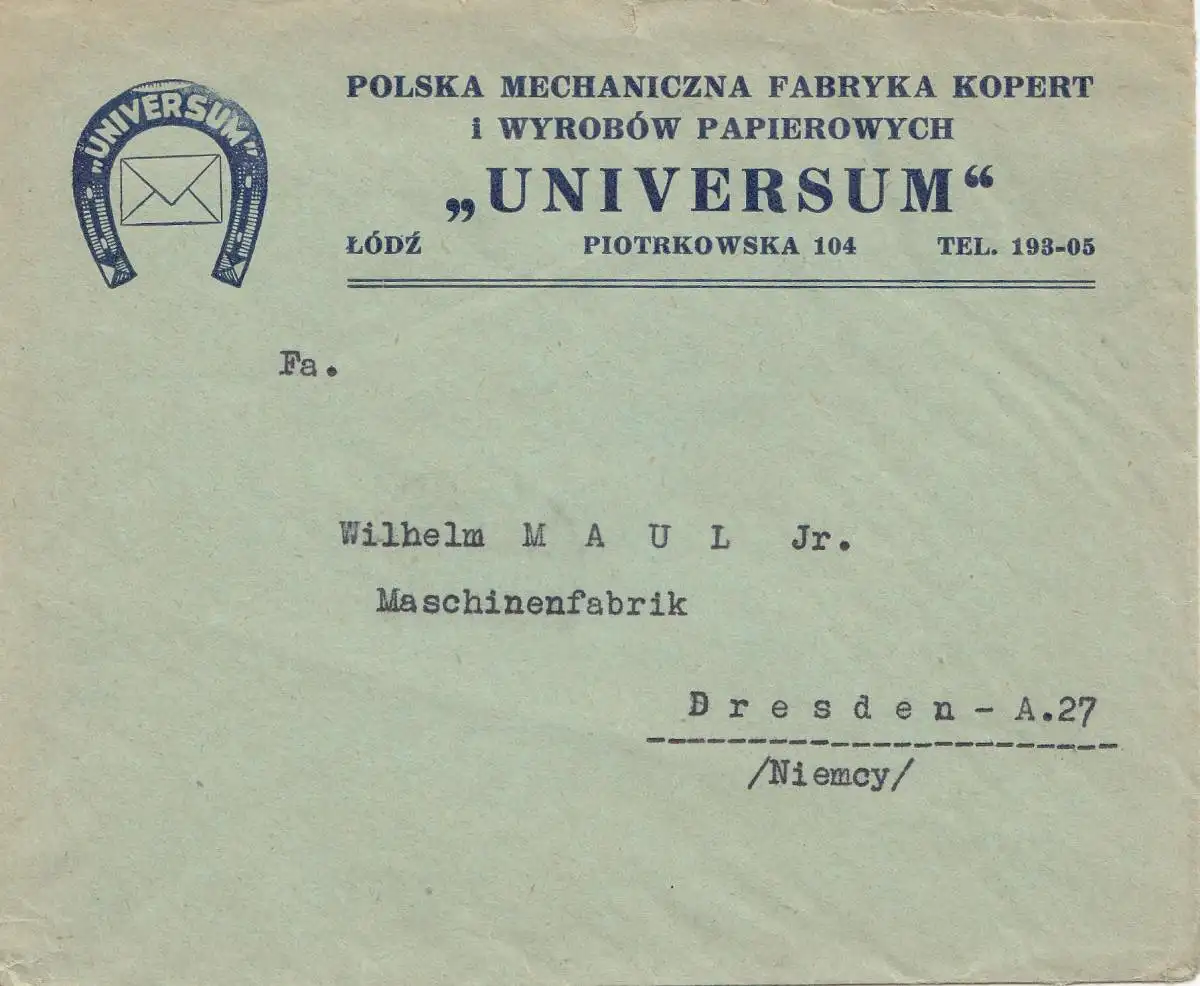 „UNIVERSUM“
POLSKA MECHANICZNA FABRYKA KOPERT
i WYROBÓW PAPIEROWYCH
„UNIVERSUM“
ŁÓDŹ PIOTRKOWSKA 104 TEL. 193-05
Fa.
Wilhelm M A U L Jr.
Maschinenfabrik
D r e s d e n - A.27
/Niemcy/